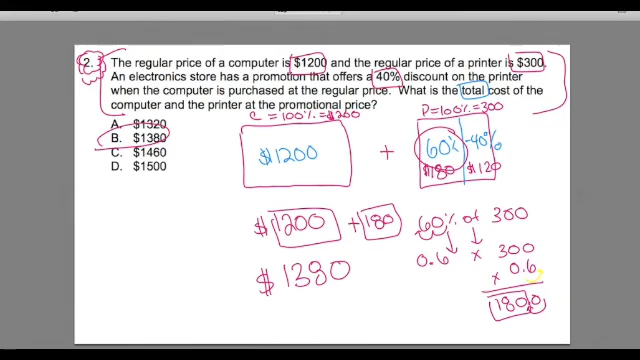 2. The regular price of a computer is $1200 and the regular price of a printer is $300.
An electronics store has a promotion that offers a 40% discount on the printer
when the computer is purchased at the regular price. What is the total cost of the
computer and the printer at the promotional price?
C = 100% = $1200
P = 100% = 300
A. $1320
B. $1380
C. $1460
D. $1500
$1200
+
60%
-40%
$180
$120
$ 1200 + 180
$ 1380
60% of 300
0.6 x 300
x 0.6
1800